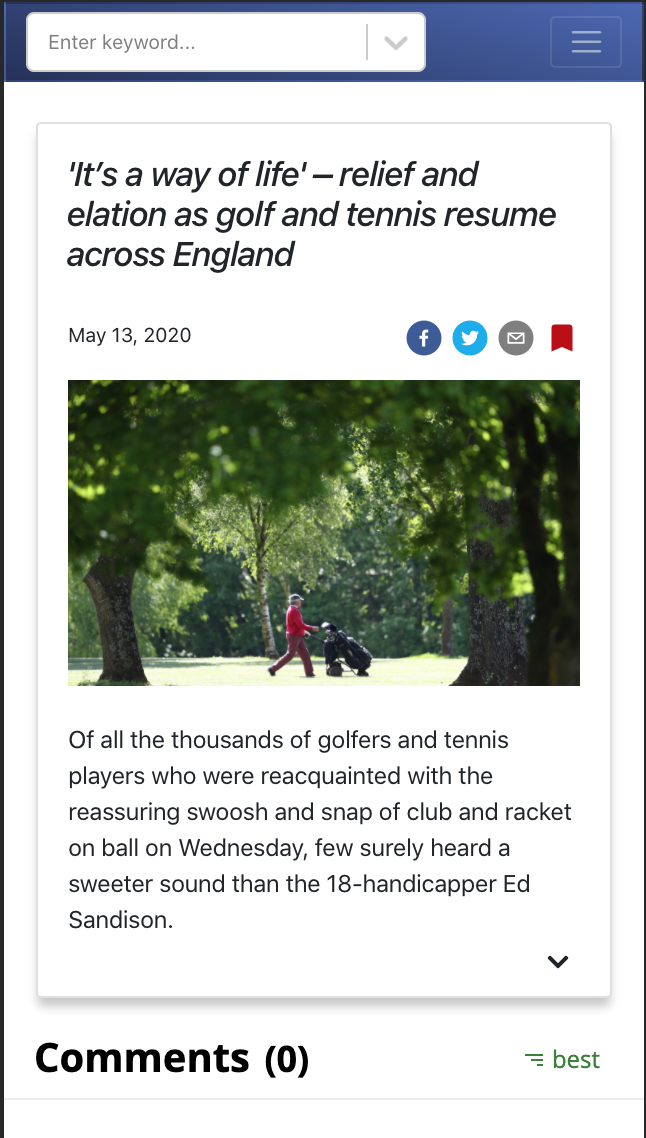 Enter keyword...
'It’s a way of life' – relief and
elation as golf and tennis resume
across England
May 13, 2020
Of all the thousands of golfers and tennis
players who were reacquainted with the
reassuring swoosh and snap of club and racket
on ball on Wednesday, few surely heard a
sweeter sound than the 18-handicapper Ed
Sandison.
Comments (0)
best